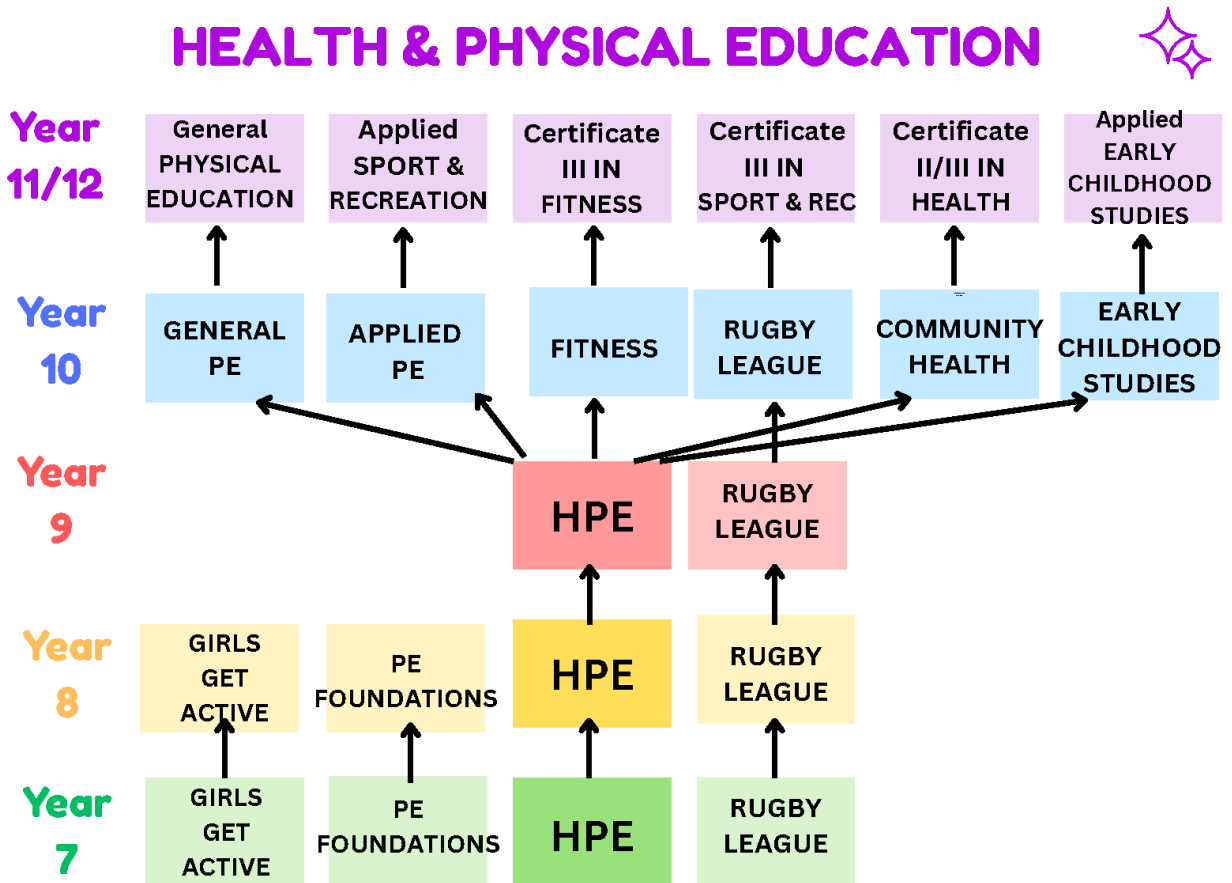 HEALTH & PHYSICAL EDUCATION
Year
11/12
General
PHYSICAL
EDUCATION
Applied
SPORT &
RECREATION
Certificate
III IN
FITNESS
Certificate
III IN
SPORT & REC
Certificate
II/III IN
HEALTH
Applied
EARLY
CHILDHOOD
STUDIES
Year
10
GENERAL
PE
APPLIED
PE
FITNESS
RUGBY
LEAGUE
COMMUNITY
HEALTH
EARLY
CHILDHOOD
STUDIES
Year
9
HPE
RUGBY
LEAGUE
Year
8
GIRLS
GET
ACTIVE
PE
FOUNDATIONS
HPE
RUGBY
LEAGUE
Year
7
GIRLS
GET
ACTIVE
PE
FOUNDATIONS
HPE
RUGBY
LEAGUE